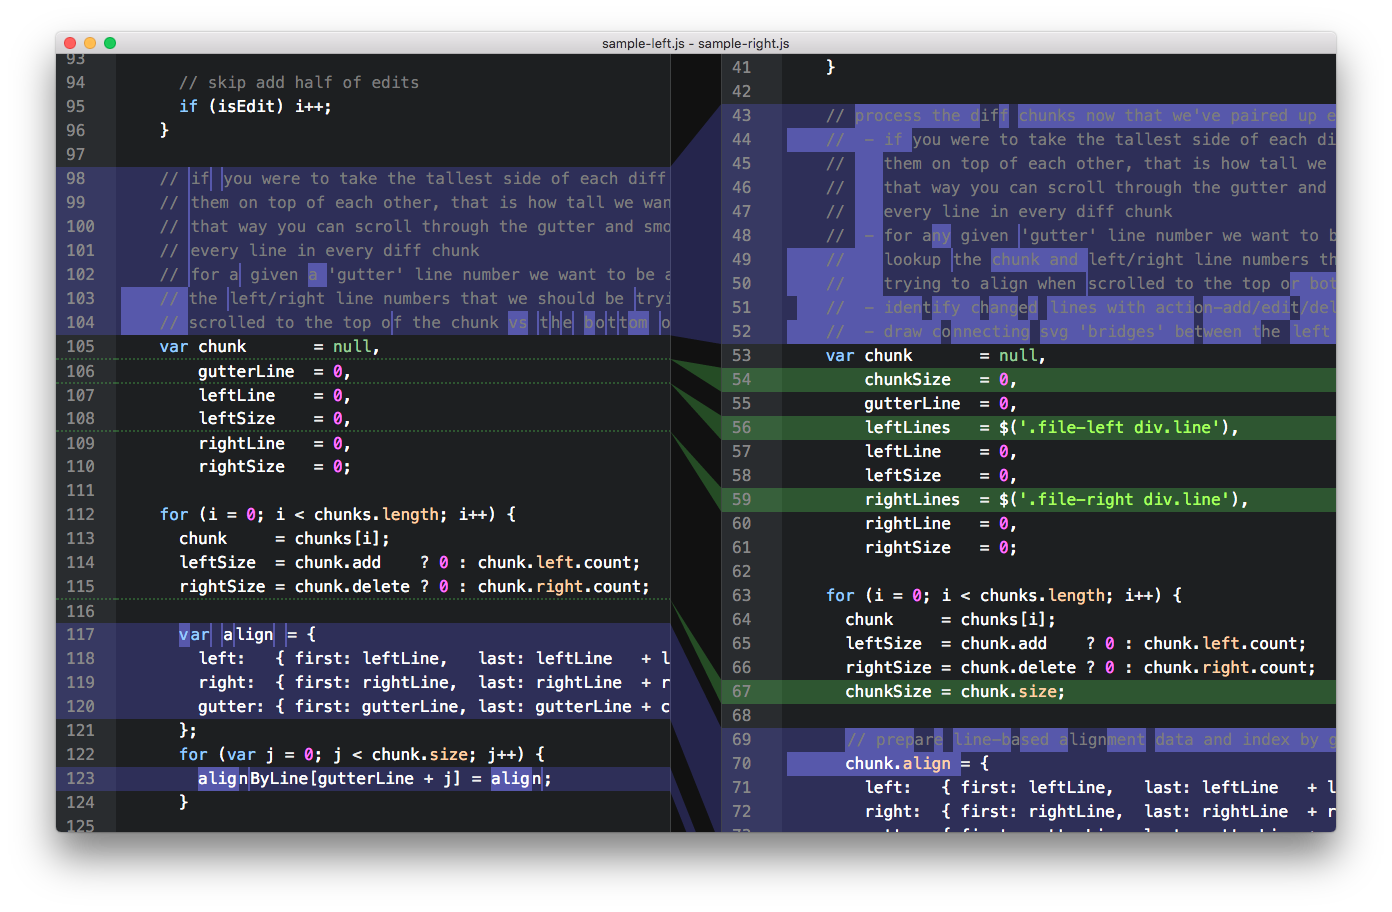 sample-left.js - sample-right.js
93
94 // skip add half of edits
95 if (isEdit) i++;
96 }
97
98 // if you were to take the tallest side of each diff
99 // them on top of each other, that is how tall we wan
100 // that way you can scroll through the gutter and smo
101 // every line in every diff chunk
102 // for a given a 'gutter' line number we want to be a
103 // the left/right line numbers that we should be tryi
104 // scrolled to the top of the chunk vs the bottom o
105 var chunk = null,
106 gutterLine = 0,
107 leftLine = 0,
108 leftSize = 0,
109 rightLine = 0,
110 rightSize = 0;
111
112 for (i = 0; i < chunks.length; i++) {
113 chunk = chunks[i];
114 leftSize = chunk.add ? 0 : chunk.left.count;
115 rightSize = chunk.delete ? 0 : chunk.right.count;
116
117 var align = {
118 left: { first: leftLine, last: leftLine + l
119 right: { first: rightLine, last: rightLine + r
120 gutter: { first: gutterLine, last: gutterLine + c
121 };
122 for (var j = 0; j < chunk.size; j++) {
123 alignByLine[gutterLine + j] = align;
124 }
125
41 }
42
43 // process the diff chunks now that we've paired up e
44 // - if you were to take the tallest side of each di
45 // them on top of each other, that is how tall we
46 // that way you can scroll through the gutter and
47 // every line in every diff chunk
48 // - for any given 'gutter' line number we want to b
49 // lookup the chunk and left/right line numbers th
50 // trying to align when scrolled to the top or bot
51 // - identify changed lines with action-add/edit/del
52 // - draw connecting svg 'bridges' between the left
53 var chunk = null,
54 chunkSize = 0,
55 gutterLine = 0,
56 leftLines = $('.file-left div.line'),
57 leftLine = 0,
58 leftSize = 0,
59 rightLines = $('.file-right div.line'),
60 rightLine = 0,
61 rightSize = 0;
62
63 for (i = 0; i < chunks.length; i++) {
64 chunk = chunks[i];
65 leftSize = chunk.add ? 0 : chunk.left.count;
66 rightSize = chunk.delete ? 0 : chunk.right.count;
67 chunkSize = chunk.size;
68
69 // prepare line-based alignment data and index by g
70 chunk.align = {
71 left: { first: leftLine, last: leftLine + l
72 right: { first: rightLine, last: rightLine + r